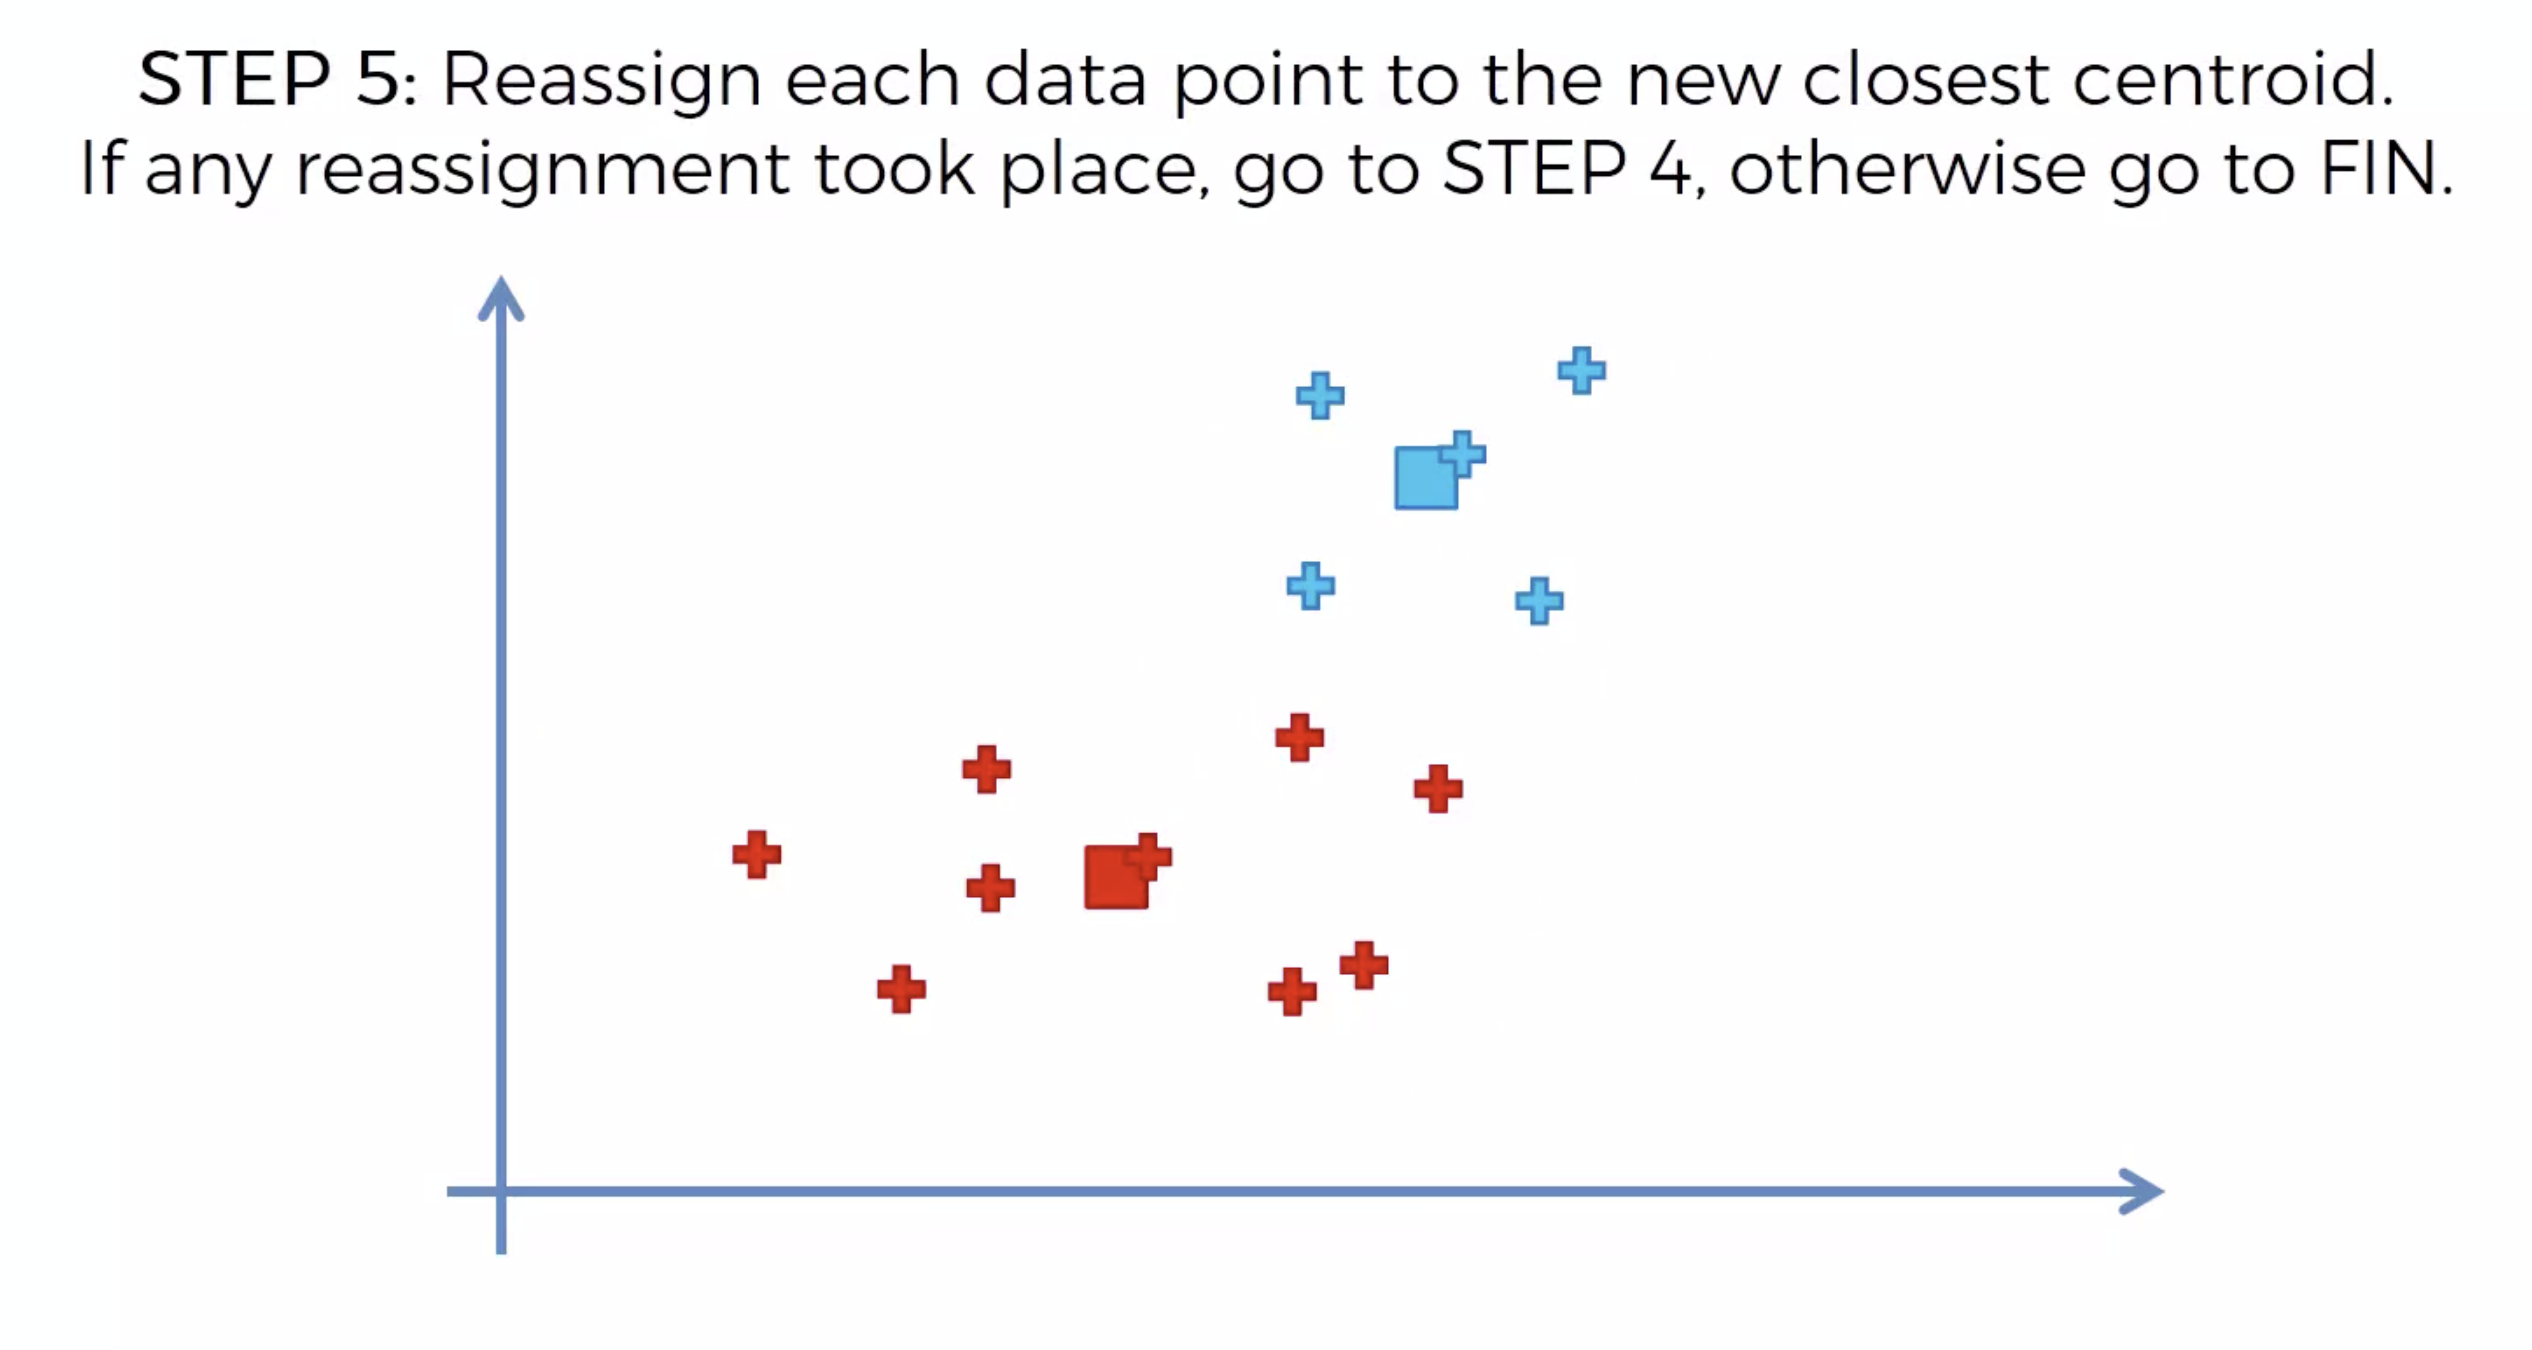 STEP 5: Reassign each data point to the new closest centroid.
If any reassignment took place, go to STEP 4, otherwise go to FIN.